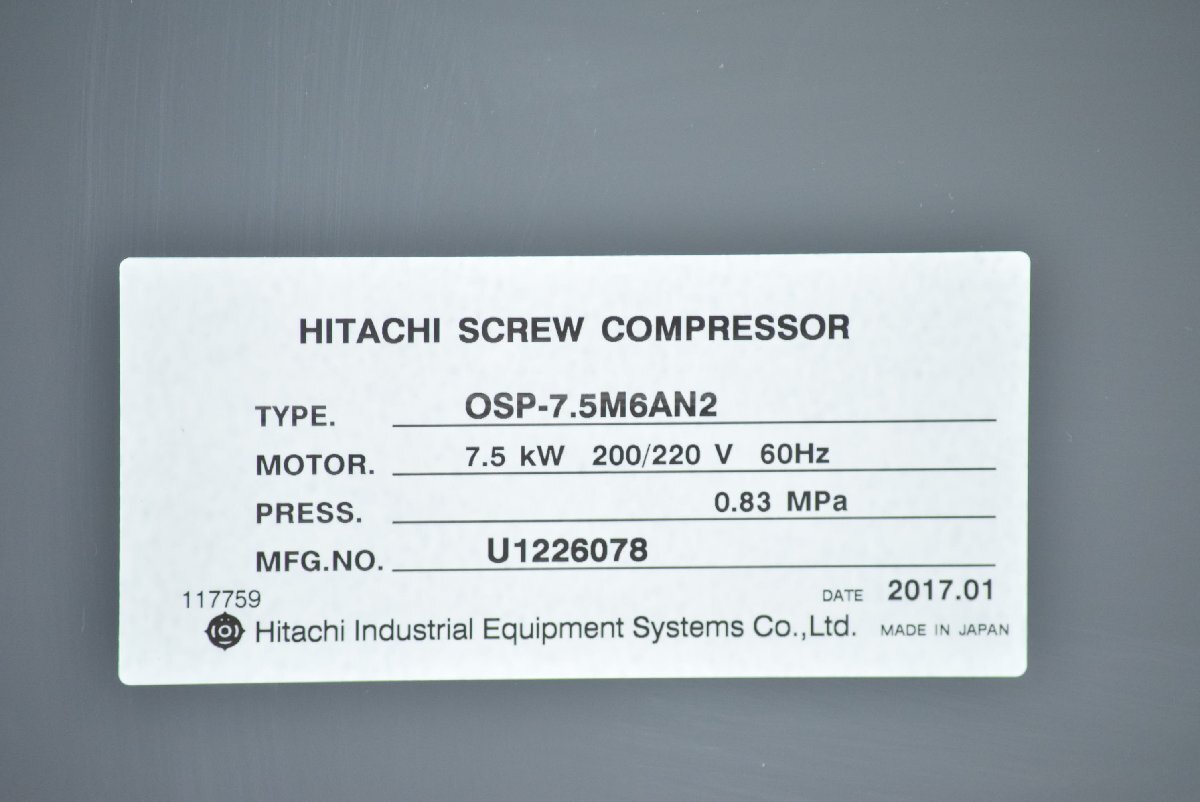 HITACHI SCREW COMPRESSOR
TYPE. OSP-7.5M6AN2
MOTOR. 7.5 kW 200/220 V 60Hz
PRESS. 0.83 MPa
MFG.NO. U1226078
117759 DATE 2017.01
Hitachi Industrial Equipment Systems Co.,Ltd. MADE IN JAPAN